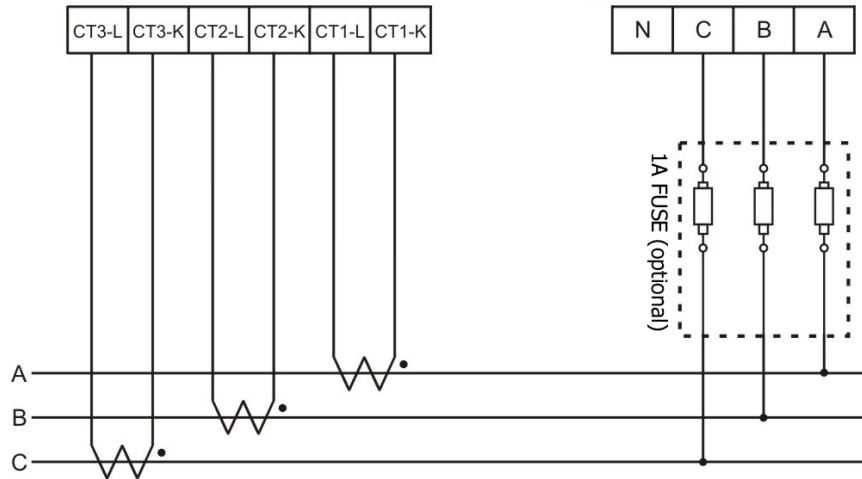 CT3-L CT3-K CT2-L CT2-K CT1-L CT1-K
N C B A
1A FUSE (optional)
A
B
C